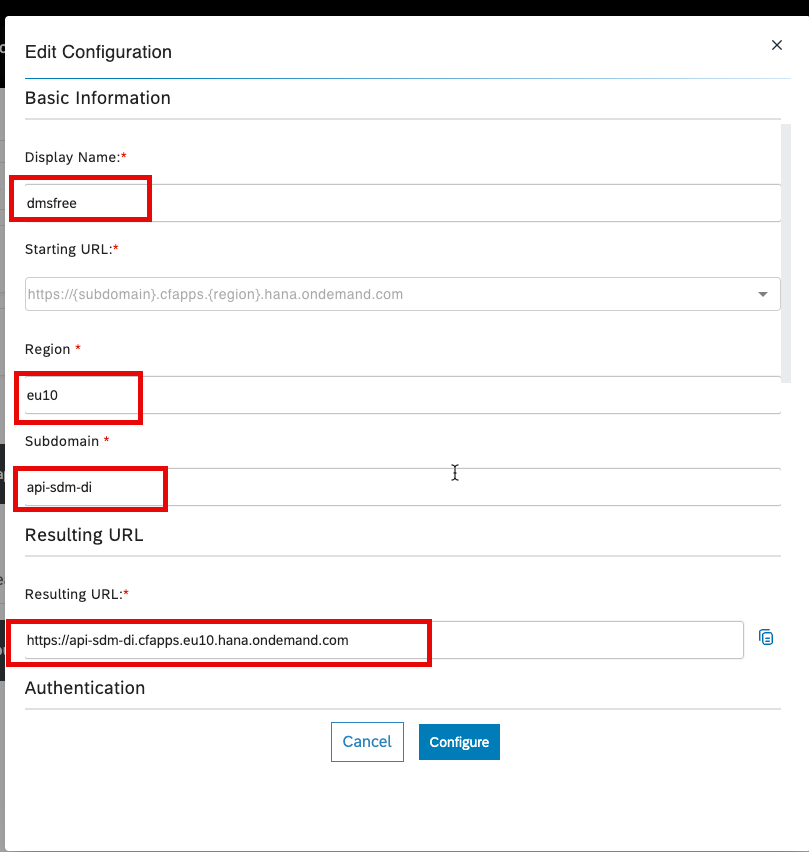 Edit Configuration
Basic Information
Display Name:*
dmsfree
Starting URL:*
https://{subdomain}.cfapps.{region}.hana.ondemand.com
Region *
eu10
Subdomain *
api-sdm-di
Resulting URL
Resulting URL:*
https://api-sdm-di.cfapps.eu10.hana.ondemand.com
Authentication
Cancel Configure